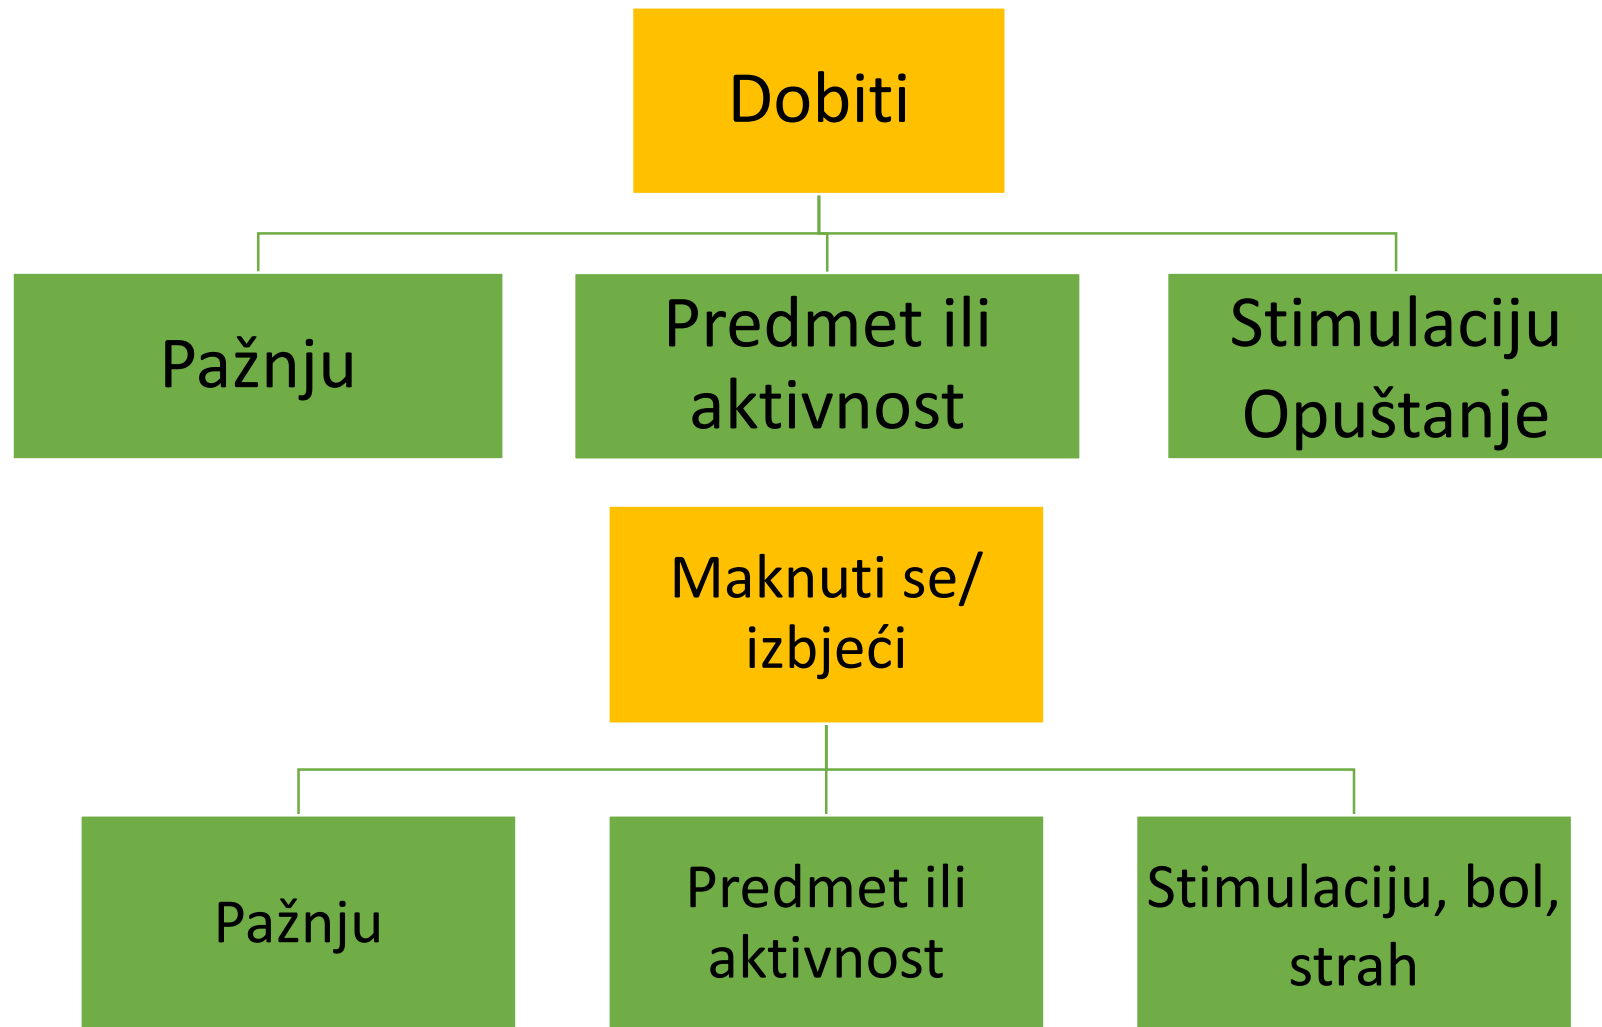 Dobiti
Pažnju
Predmet ili
aktivnost
Stimulaciju
Opuštanje
Maknuti se/
izbjeći
Pažnju
Predmet ili
aktivnost
Stimulaciju, bol,
strah